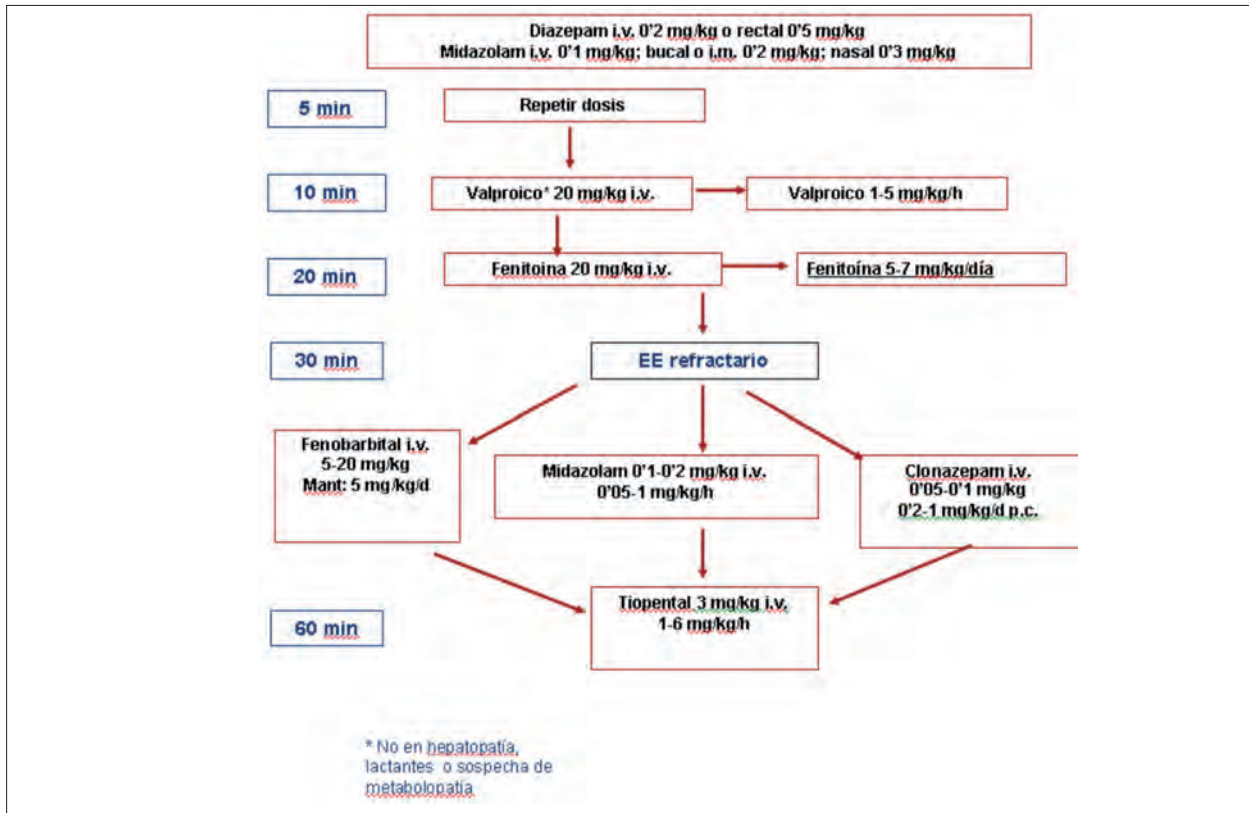 Diazepam i.v. 0'2 mg/kg o rectal 0'5 mg/kg
Midazolam i.v. 0'1 mg/kg; bucal o i.m. 0'2 mg/kg; nasal 0'3 mg/kg
5 min
Repetir dosis
10 min
Valproico* 20 mg/kg i.v.
Valproico 1-5 mg/kg/h
20 min
Fenitoina 20 mg/kg i.v.
Fenitoína 5-7 mg/kg/día
30 min
EE refractario
Fenobarbital i.v.
5-20 mg/kg
Mant: 5 mg/kg/d
Midazolam 0'1-0'2 mg/kg i.v.
0'05-1 mg/kg/h
Clonazepam i.v.
0'05-0'1 mg/kg
0'2-1 mg/kg/d p.c.
60 min
Tiopental 3 mg/kg i.v.
1-6 mg/kg/h
* No en hepatopatía,
lactantes o sospecha de
metabolopatía